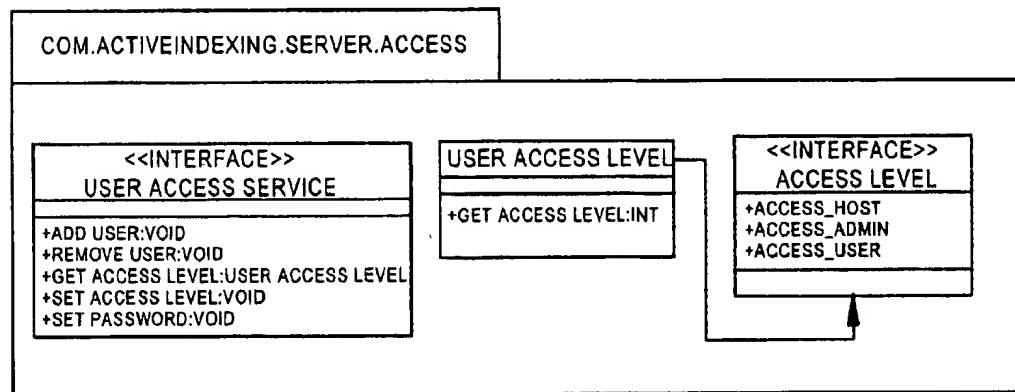 COM.ACTIVEINDEXING.SERVER.ACCESS
<<INTERFACE>>
USER ACCESS SERVICE
+ADD USER:VOID
+REMOVE USER:VOID
+GET ACCESS LEVEL:USER ACCESS LEVEL
+SET ACCESS LEVEL:VOID
+SET PASSWORD:VOID
USER ACCESS LEVEL
+GET ACCESS LEVEL:INT
<<INTERFACE>>
ACCESS LEVEL
+ACCESS_HOST
+ACCESS_ADMIN
+ACCESS_USER